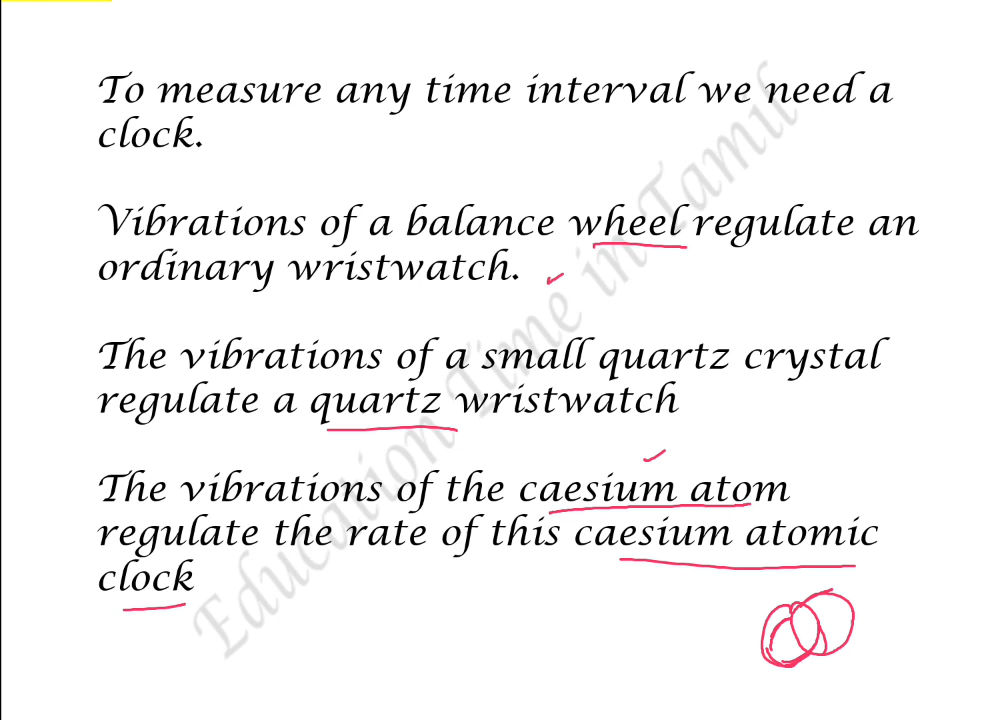 To measure any time interval we need a
clock.
Vibrations of a balance wheel regulate an
ordinary wristwatch.
The vibrations of a small quartz crystal
regulate a quartz wristwatch
The vibrations of the caesium atom
regulate the rate of this caesium atomic
clock
Education Time in Tamil